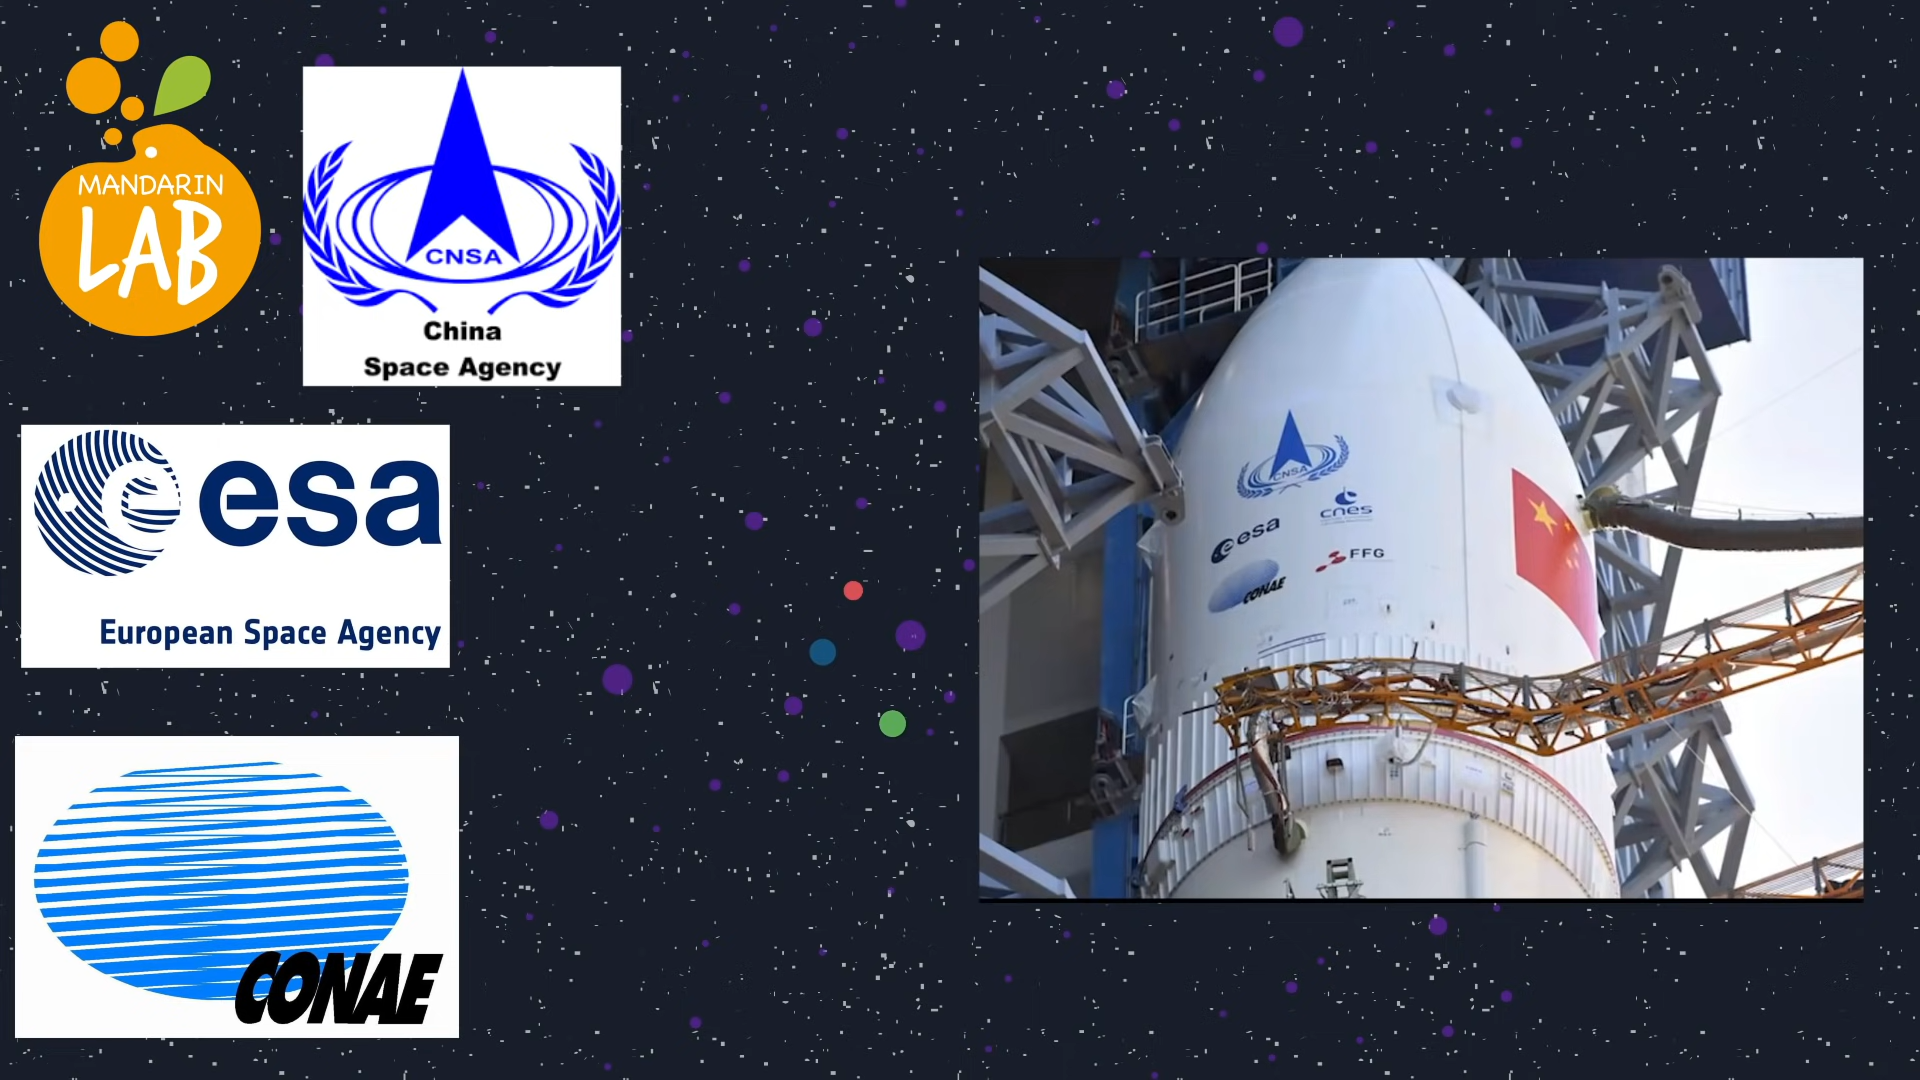 MANDARIN
LAB
CNSA
China
Space Agency
esa
European Space Agency
CONAE
CNSA
cnes
esa
FFG
CONAE